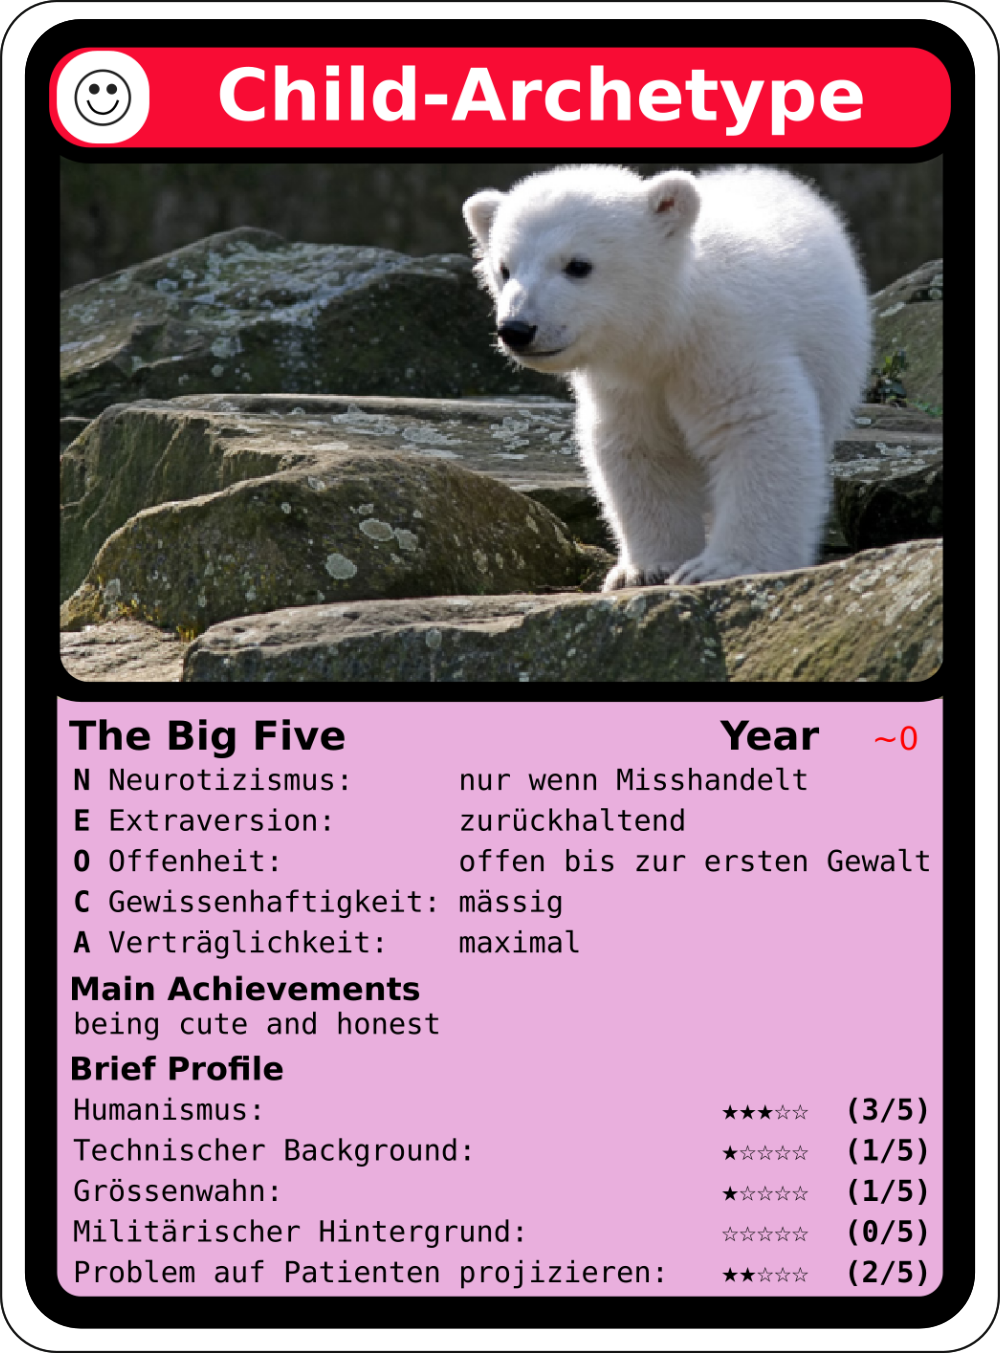 Child-Archetype
The Big Five Year ~0
N Neurotizismus: nur wenn Misshandelt
E Extraversion: zurückhaltend
O Offenheit: offen bis zur ersten Gewalt
C Gewissenhaftigkeit: mässig
A Verträglichkeit: maximal
Main Achievements
being cute and honest
Brief Profile
Humanismus: ★★★☆☆ (3/5)
Technischer Background: ★☆☆☆☆ (1/5)
Grössenwahn: ★☆☆☆☆ (1/5)
Militärischer Hintergrund: ☆☆☆☆☆ (0/5)
Problem auf Patienten projizieren: ★★☆☆☆ (2/5)